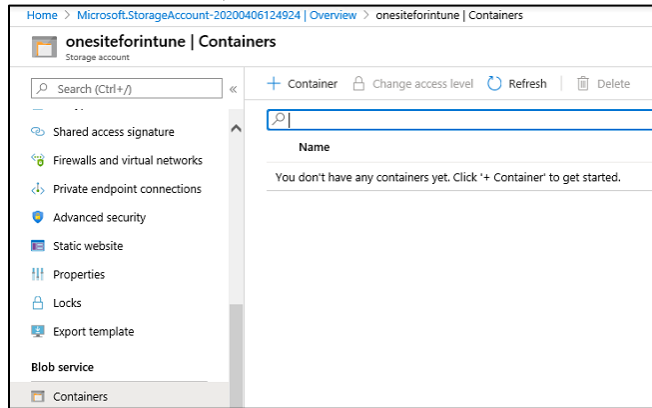 Home > Microsoft.StorageAccount-20200406124924 | Overview > onesiteforintune | Containers
onesiteforintune | Containers
Storage account
Search (Ctrl+/)
«
Shared access signature
Firewalls and virtual networks
Private endpoint connections
Advanced security
Static website
Properties
Locks
Export template
Blob service
Containers
+ Container Change access level Refresh Delete
Name
You don't have any containers yet. Click '+ Container' to get started.